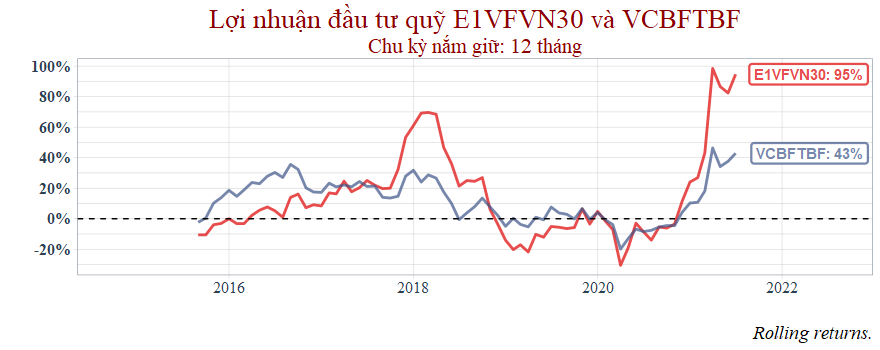 Lợi nhuận đầu tư quỹ E1VFVN30 và VCBFTBF
Chu kỳ nắm giữ: 12 tháng
100%
80%
60%
40%
20%
0%
-20%
E1VFVN30: 95%
VCBFTBF: 43%
2016
2018
2020
2022
Rolling returns.